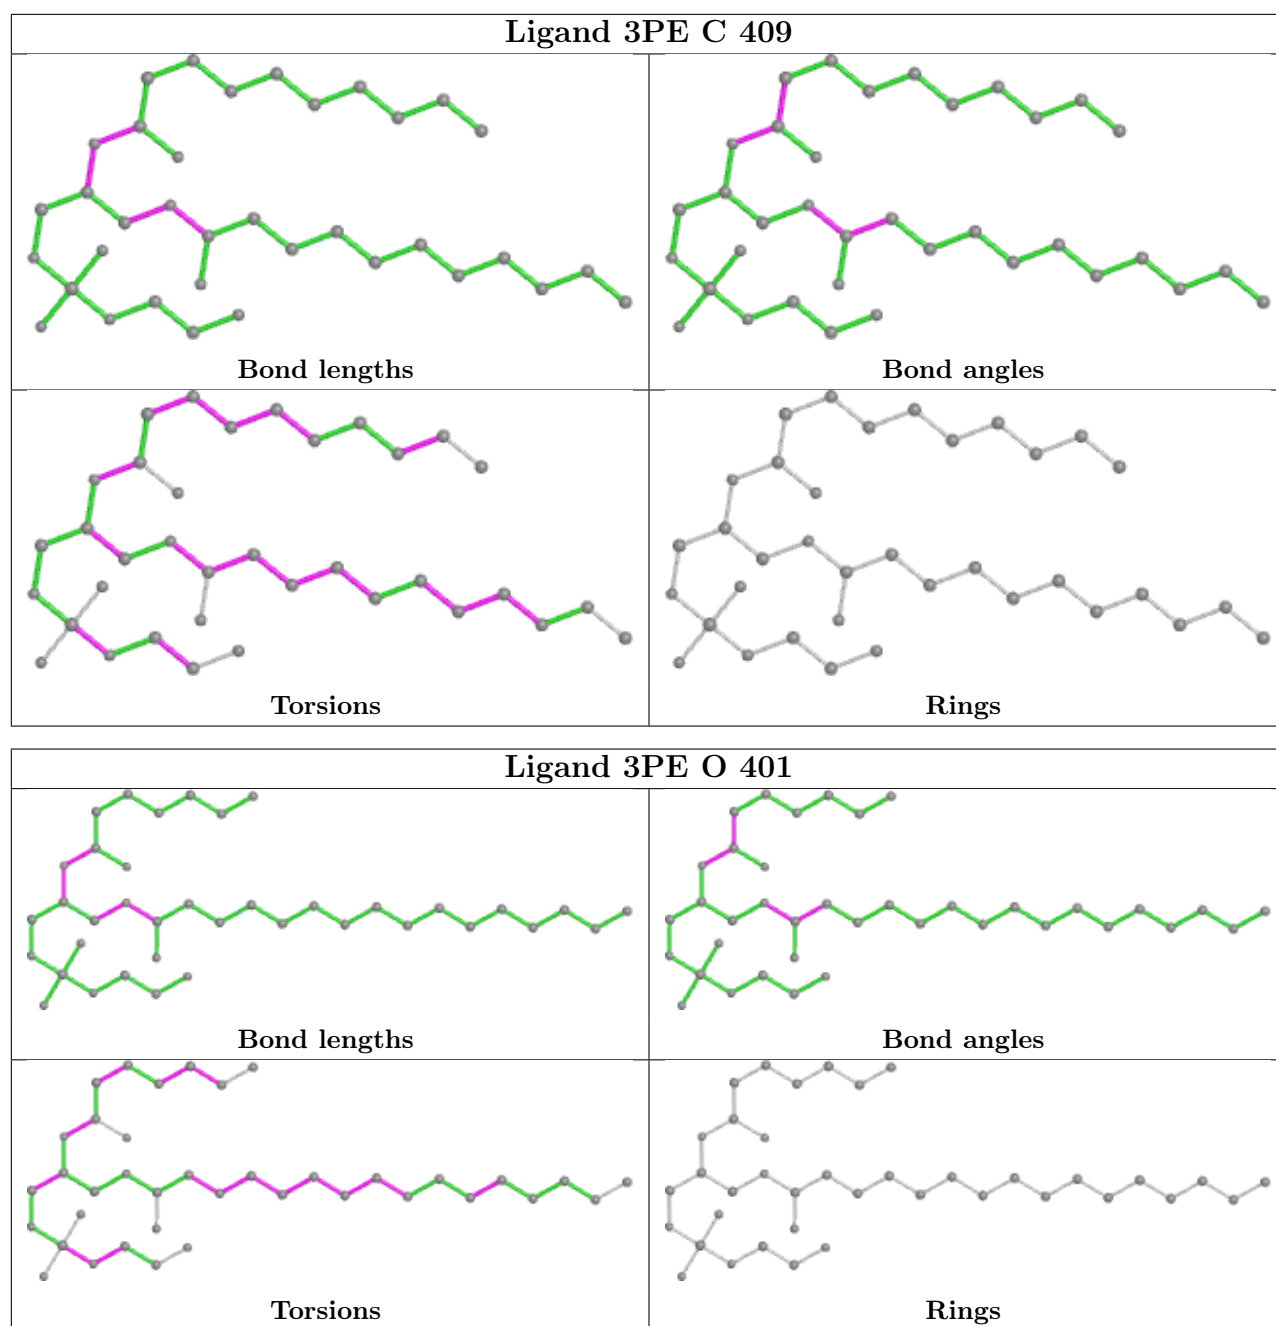 Ligand 3PE C 409
Bond lengths
Bond angles
Torsions
Rings
Ligand 3PE O 401
Bond lengths
Bond angles
Torsions
Rings